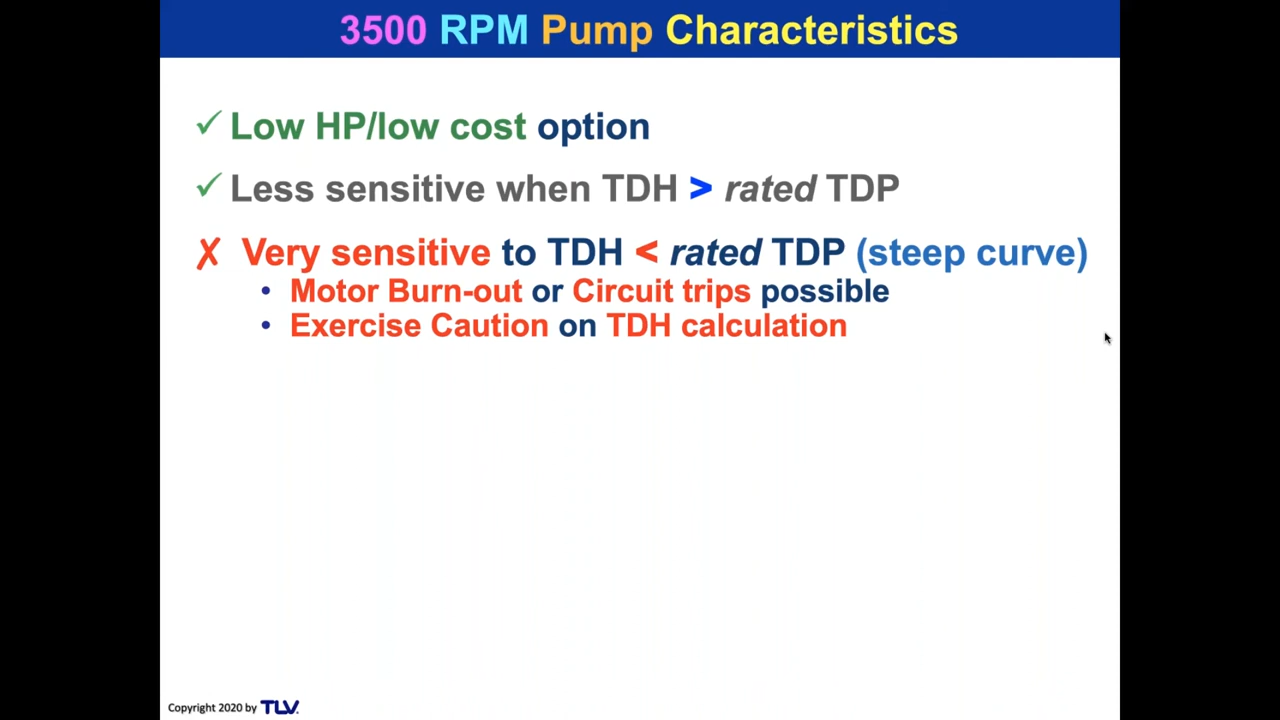 3500 RPM Pump Characteristics
✓ Low HP/low cost option
✓ Less sensitive when TDH > rated TDP
✗ Very sensitive to TDH < rated TDP (steep curve)
• Motor Burn-out or Circuit trips possible
• Exercise Caution on TDH calculation
Copyright 2020 by TLV.